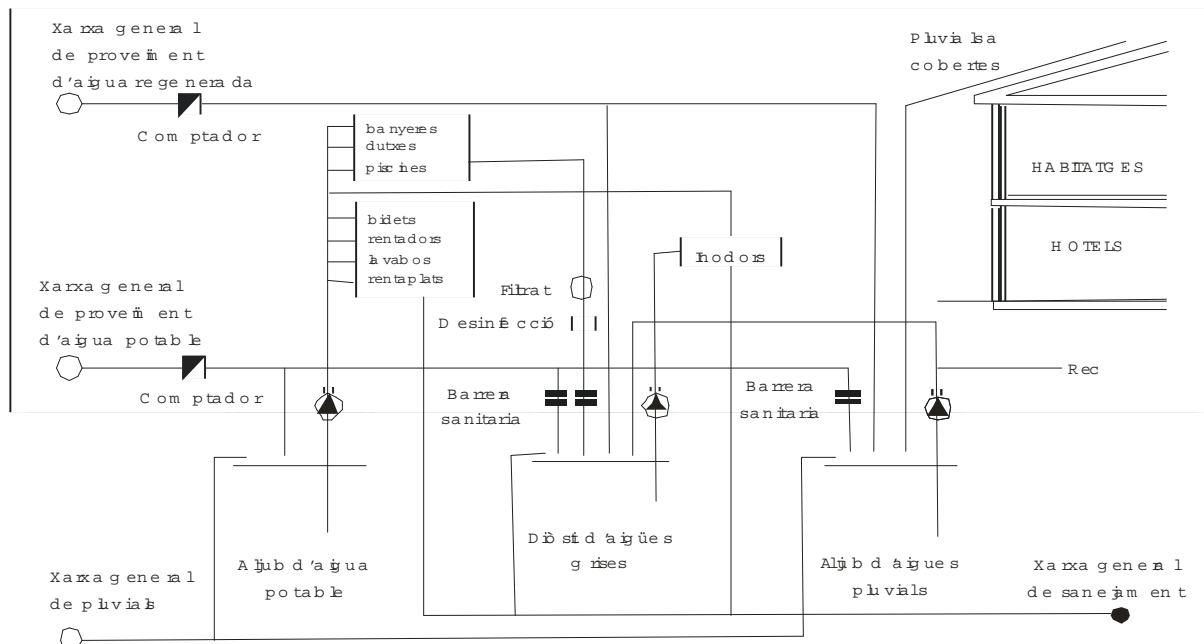 Xarxa general
de proveïment
d'aigua regenerada
Comptador
banyeres
dutxes
piscines
bidets
rentadors
lavabos
rentaplats
Pluvials a
cobertes
HABITATGES
HOTELS
Inodors
Filtrat
Desinfecció
Xarxa general
de proveïment
d'aigua potable
Comptador
Barrera
sanitaria
Barrera
sanitaria
Rec
Aljub d'aigua
potable
Dipòsit d'aigües
grises
Aljub d'aigues
pluvials
Xarxa general
de pluvials
Xarxa general
de sanejament